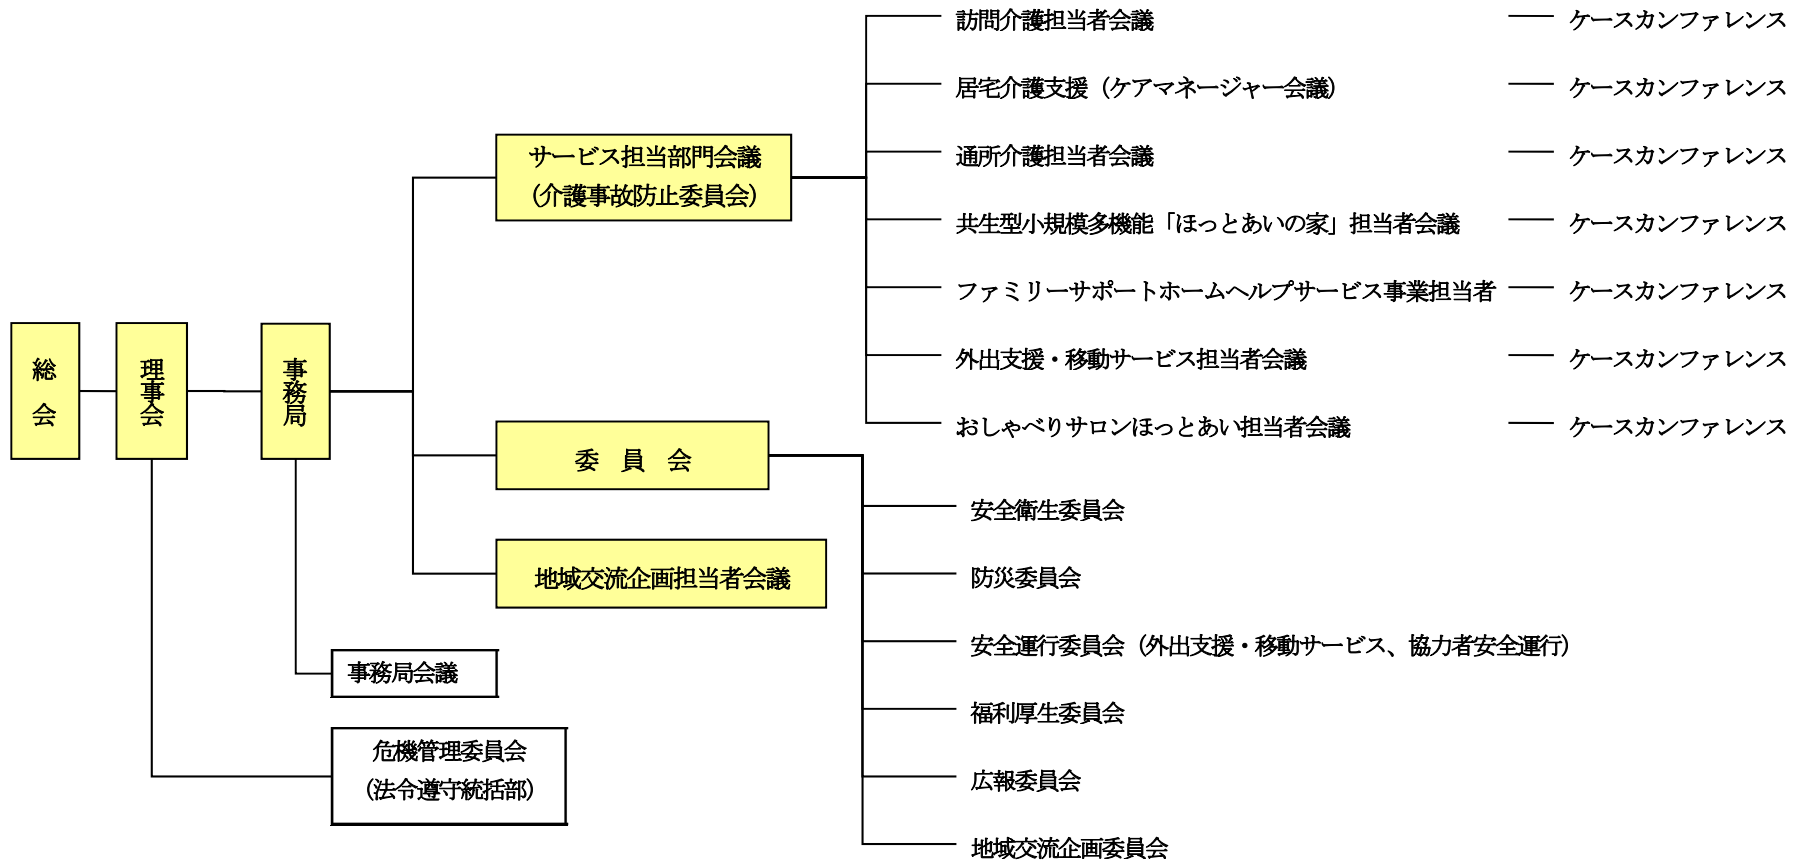 総会
理事会
事務局
サービス担当部門会議
（介護事故防止委員会）
委　員　会
地域交流企画担当者会議
事務局会議
危機管理委員会
（法令遵守統括部）
訪問介護担当者会議　ケースカンファレンス
居宅介護支援（ケアマネージャー会議）　ケースカンファレンス
通所介護担当者会議　ケースカンファレンス
共生型小規模多機能「ほっとあいの家」担当者会議　ケースカンファレンス
ファミリーサポートホームヘルプサービス事業担当者　ケースカンファレンス
外出支援・移動サービス担当者会議　ケースカンファレンス
おしゃべりサロンほっとあい担当者会議　ケースカンファレンス
安全衛生委員会
防災委員会
安全運行委員会（外出支援・移動サービス、協力者安全運行）
福利厚生委員会
広報委員会
地域交流企画委員会